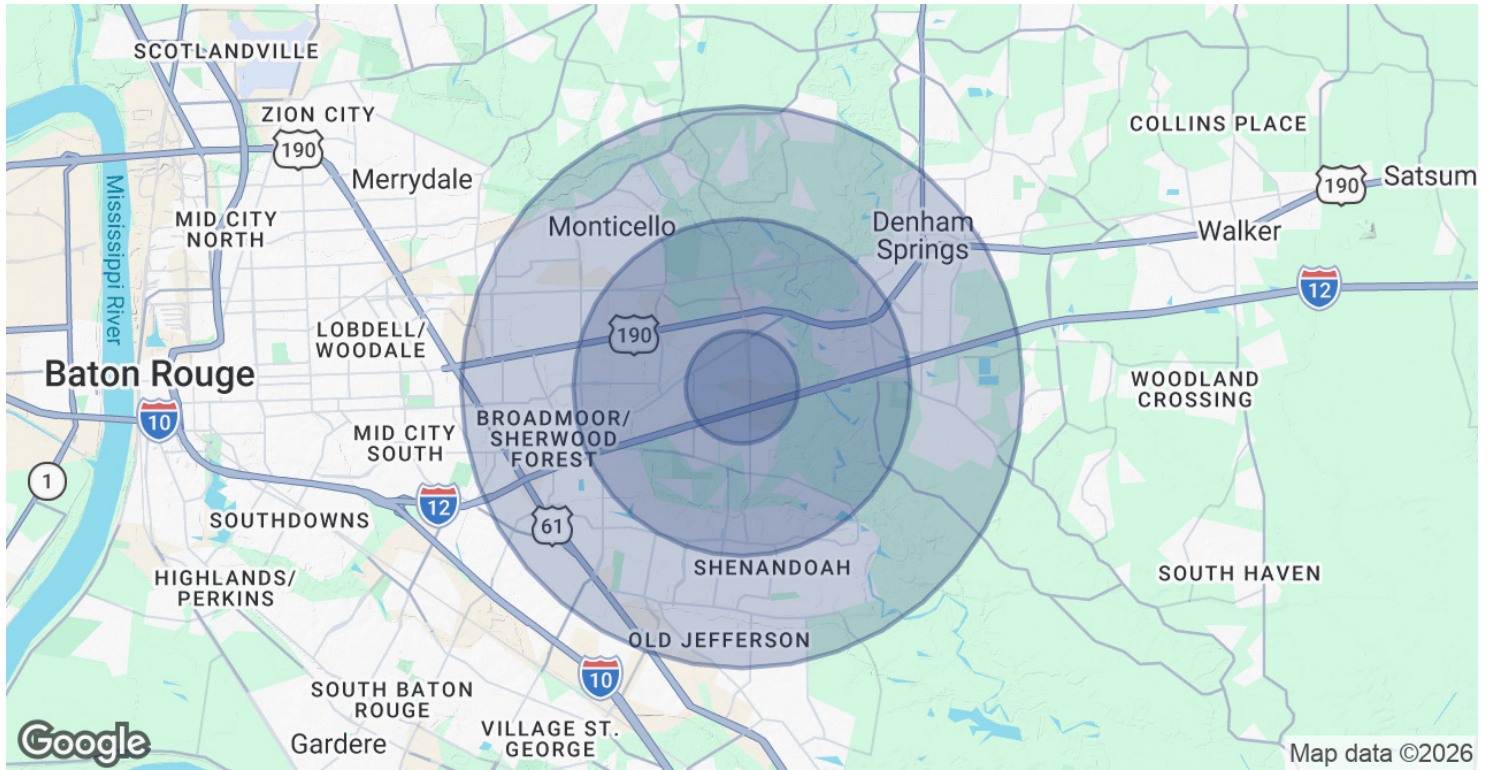 SCOTLANDVILLE
ZION CITY
190
COLLINS PLACE
Merrydale
190
Satsum
Mississippi River
MID CITY
NORTH
Monticello
Denham
Springs
Walker
12
LOBDELL/
WOODALE
190
Baton Rouge
WOODLAND
CROSSING
10
BROADMOOR/
SHERWOOD
FOREST
MID CITY
SOUTH
1
12
SOUTHDOWNS
61
SHENANDOAH
SOUTH HAVEN
HIGHLANDS/
PERKINS
OLD JEFFERSON
10
SOUTH BATON
ROUGE
VILLAGE ST.
GEORGE
Gardere
Google
Map data ©2026